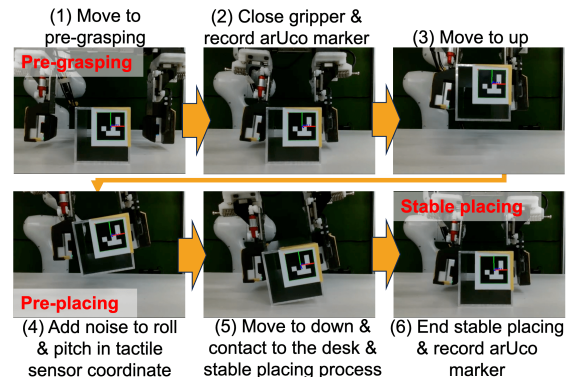 (1) Move to
pre-grasping
(2) Close gripper &
record arUco marker
(3) Move to up
Pre-grasping
Stable placing
Pre-placing
(4) Add noise to roll
& pitch in tactile
sensor coordinate
(5) Move to down &
contact to the desk &
stable placing process
(6) End stable placing
& record arUco
marker